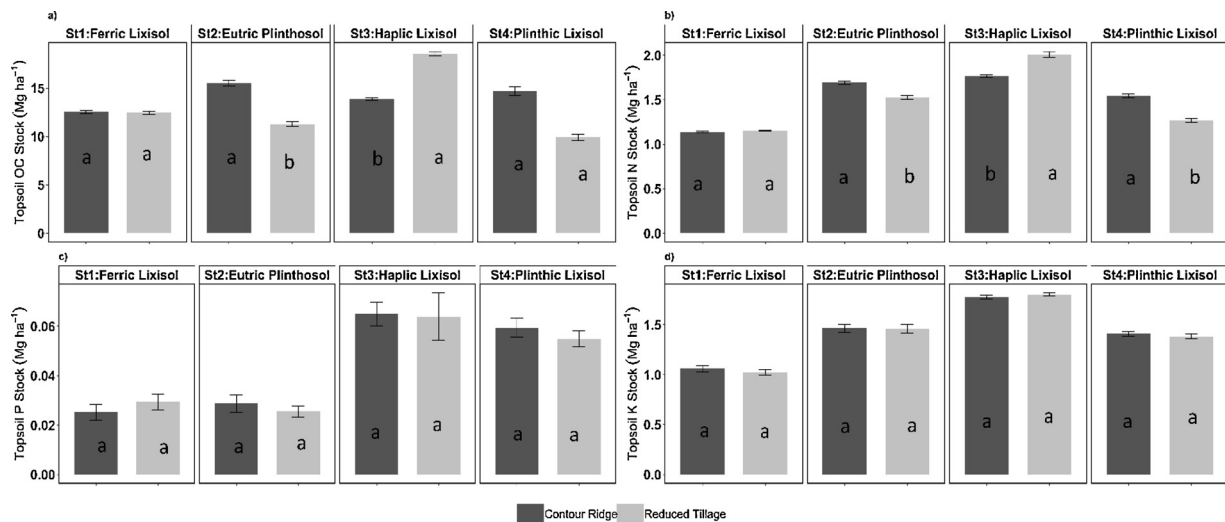 a)
St1:Ferric Lixisol St2:Eutric Plinthosol St3:Haplic Lixisol St4:Plinthic Lixisol
Topsoil OC Stock (Mg ha⁻¹)
15
10
5
0
a a a b b a a a
b)
St1:Ferric Lixisol St2:Eutric Plinthosol St3:Haplic Lixisol St4:Plinthic Lixisol
Topsoil N Stock (Mg ha⁻¹)
2.0
1.5
1.0
0.5
0.0
a a a b b a a b
c)
St1:Ferric Lixisol St2:Eutric Plinthosol St3:Haplic Lixisol St4:Plinthic Lixisol
Topsoil P Stock (Mg ha⁻¹)
0.06
0.04
0.02
0.00
a a a a a a a a
d)
St1:Ferric Lixisol St2:Eutric Plinthosol St3:Haplic Lixisol St4:Plinthic Lixisol
Topsoil K Stock (Mg ha⁻¹)
1.5
1.0
0.5
0.0
a a a a a a a a
Contour Ridge Reduced Tillage